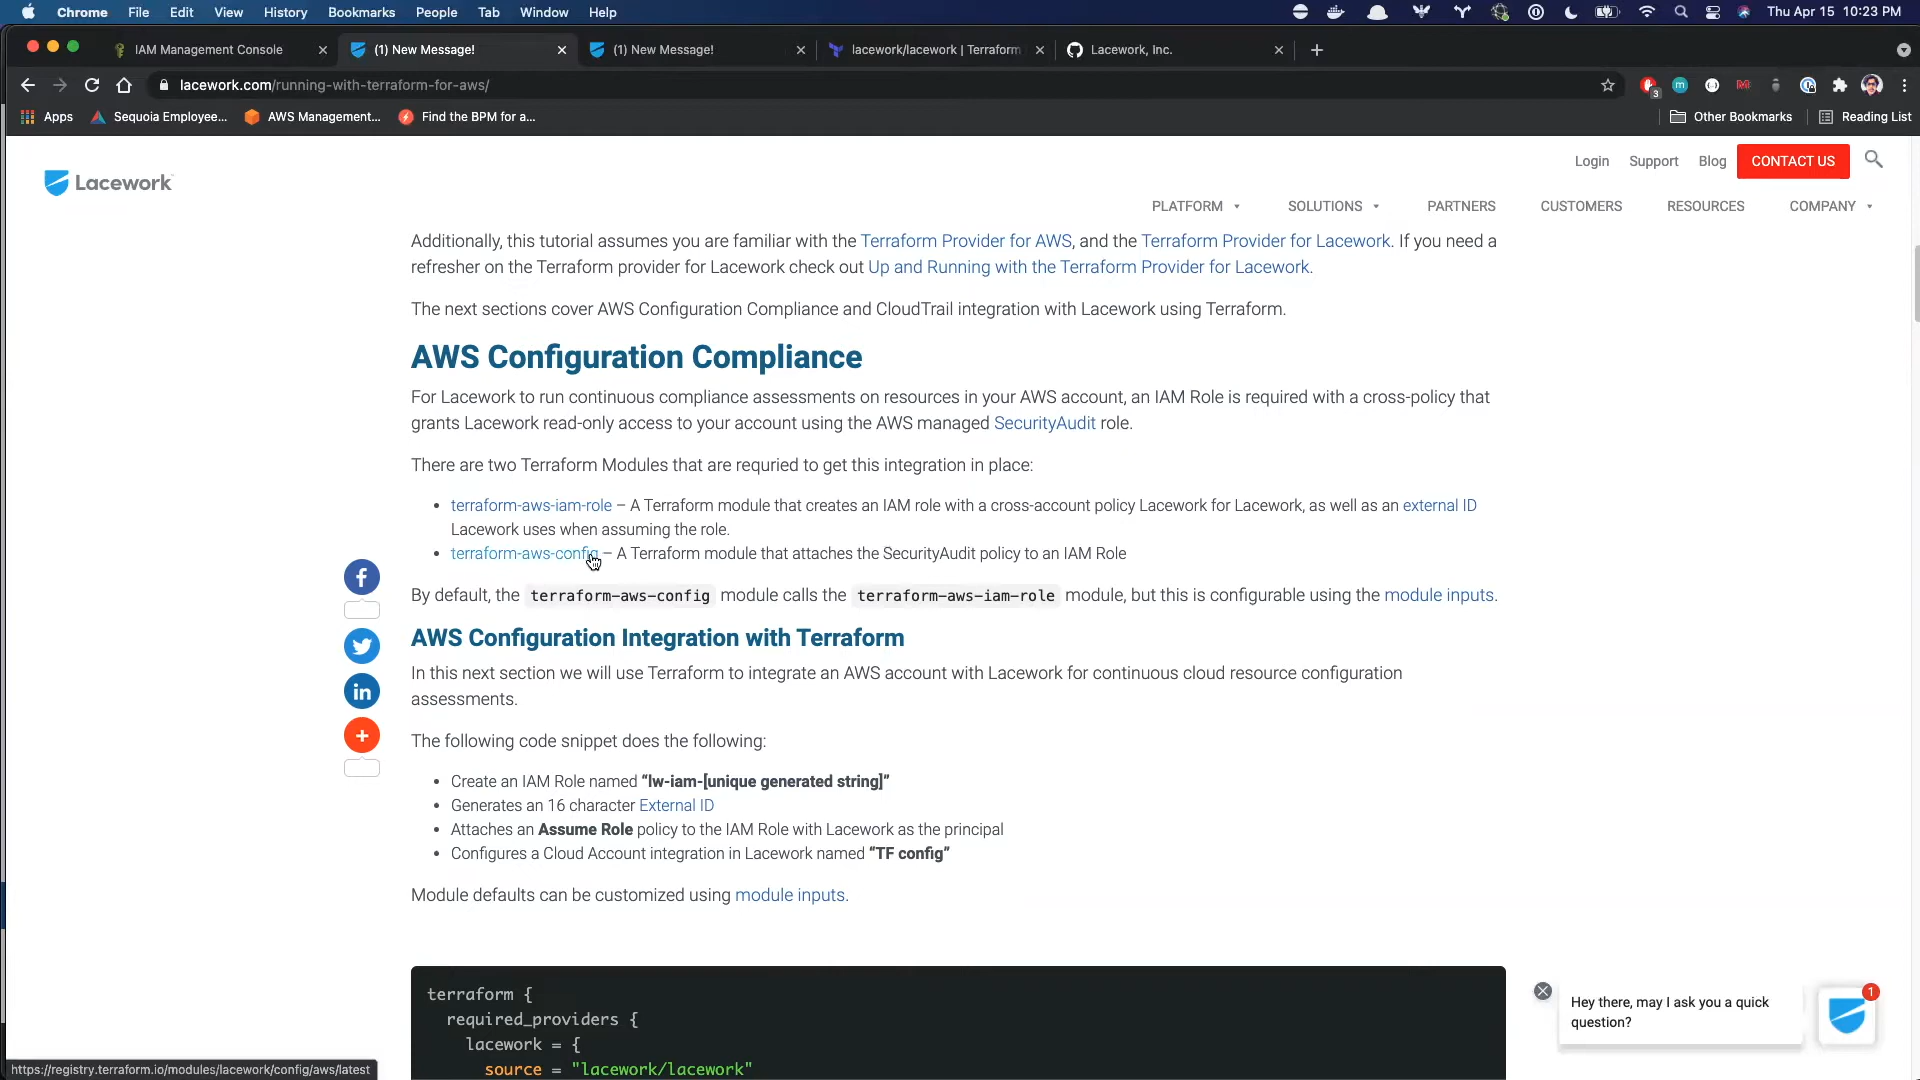 Chrome File Edit View History Bookmarks People Tab Window Help Thu Apr 15 10:23 PM
IAM Management Console (1) New Message! (1) New Message! lacework/lacework | Terraform Lacework, Inc.
lacework.com/running-with-terraform-for-aws/
3
Apps Sequoia Employee... AWS Management... Find the BPM for a... Other Bookmarks Reading List
Login Support Blog CONTACT US
Lacework
PLATFORM SOLUTIONS PARTNERS CUSTOMERS RESOURCES COMPANY
Additionally, this tutorial assumes you are familiar with the Terraform Provider for AWS, and the Terraform Provider for Lacework. If you need a
refresher on the Terraform provider for Lacework check out Up and Running with the Terraform Provider for Lacework.
The next sections cover AWS Configuration Compliance and CloudTrail integration with Lacework using Terraform.
AWS Configuration Compliance
For Lacework to run continuous compliance assessments on resources in your AWS account, an IAM Role is required with a cross-policy that
grants Lacework read-only access to your account using the AWS managed SecurityAudit role.
There are two Terraform Modules that are requried to get this integration in place:
• terraform-aws-iam-role – A Terraform module that creates an IAM role with a cross-account policy Lacework for Lacework, as well as an external ID
Lacework uses when assuming the role.
• terraform-aws-config – A Terraform module that attaches the SecurityAudit policy to an IAM Role
By default, the terraform-aws-config module calls the terraform-aws-iam-role module, but this is configurable using the module inputs.
AWS Configuration Integration with Terraform
In this next section we will use Terraform to integrate an AWS account with Lacework for continuous cloud resource configuration
assessments.
The following code snippet does the following:
• Create an IAM Role named “lw-iam-[unique generated string]”
• Generates an 16 character External ID
• Attaches an Assume Role policy to the IAM Role with Lacework as the principal
• Configures a Cloud Account integration in Lacework named “TF config”
Module defaults can be customized using module inputs.
terraform {
required_providers {
lacework = {
source = "lacework/lacework"
Hey there, may I ask you a quick
question?
1
https://registry.terraform.io/modules/lacework/config/aws/latest